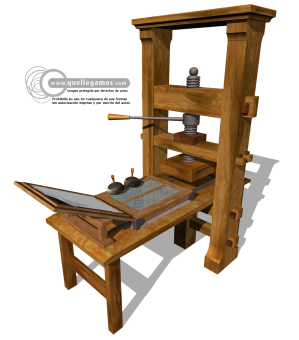 www.quellegamos.com
Imagen protegida por derechos de autor.
Prohibido su uso en cualquiera de sus formas
sin autorización expresa y por escrito del autor.